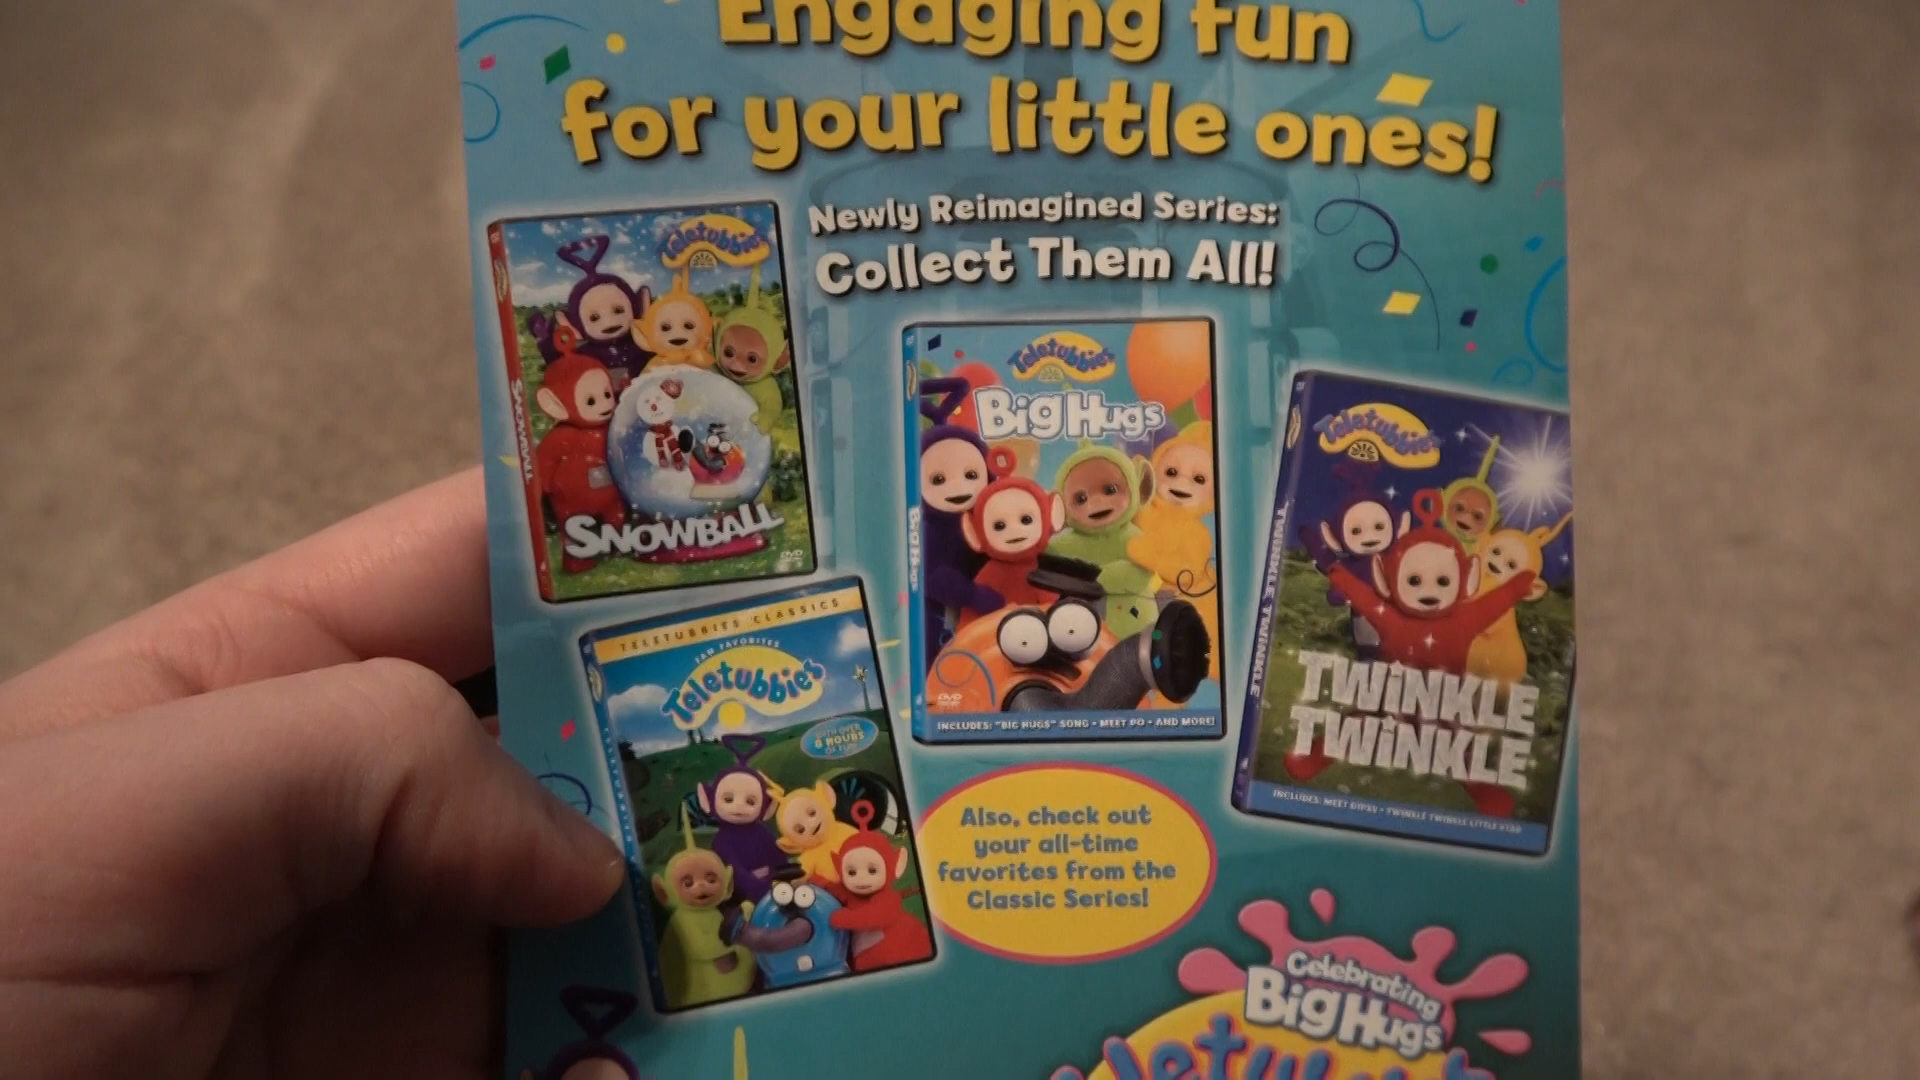 Engaging fun
for your little ones!
Newly Reimagined Series:
Collect Them All!
Teletubbies
SNOWBALL
SNOWBALL
DVD
Teletubbies
Big Hugs
Big Hugs
DVD
INCLUDES: "BIG HUGS" SONG • MEET PO • AND MORE!
Teletubbies
TWINKLE TWINKLE
TWiNKLE
TWiNKLE
INCLUDES: MEET DIPSY • TWINKLE TWINKLE LITTLE STAR
TELETUBBIES CLASSICS
FAN FAVORITES
Teletubbies
WITH OVER
8 HOURS
OF FUN!
Also, check out
your all-time
favorites from the
Classic Series!
Celebrating
Big Hugs